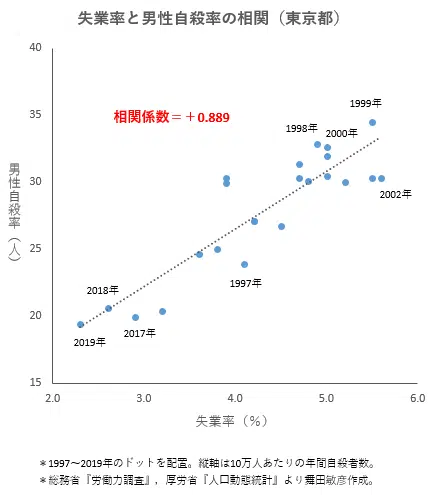 失業率と男性自殺率の相関（東京都）
40
35
30
25
20
15
男性自殺率（人）
相関係数＝＋0.889
1999年
1998年
2000年
2002年
1997年
2018年
2017年
2019年
2.0
3.0
4.0
5.0
6.0
失業率（％）
＊1997～2019年のドットを配置。縦軸は10万人あたりの年間自殺者数。
＊総務省『労働力調査』，厚労省『人口動態統計』より舞田敏彦作成。